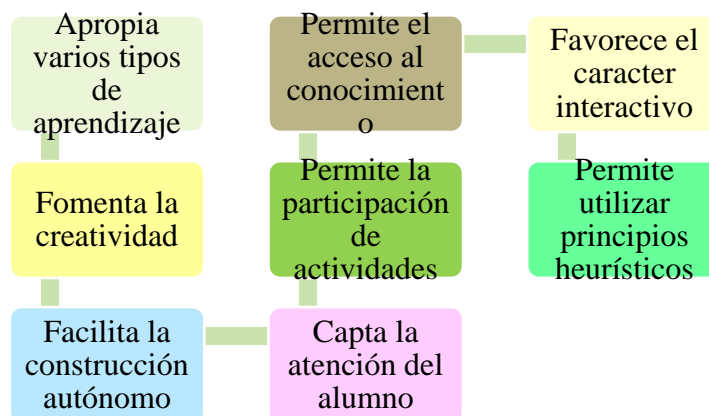 Apropia
varios tipos
de
aprendizaje
Fomenta la
creatividad
Facilita la
construcción
autónomo
Capta la
atención del
alumno
Permite la
participación
de
actividades
Permite el
acceso al
conocimient
o
Favorece el
caracter
interactivo
Permite
utilizar
principios
heurísticos